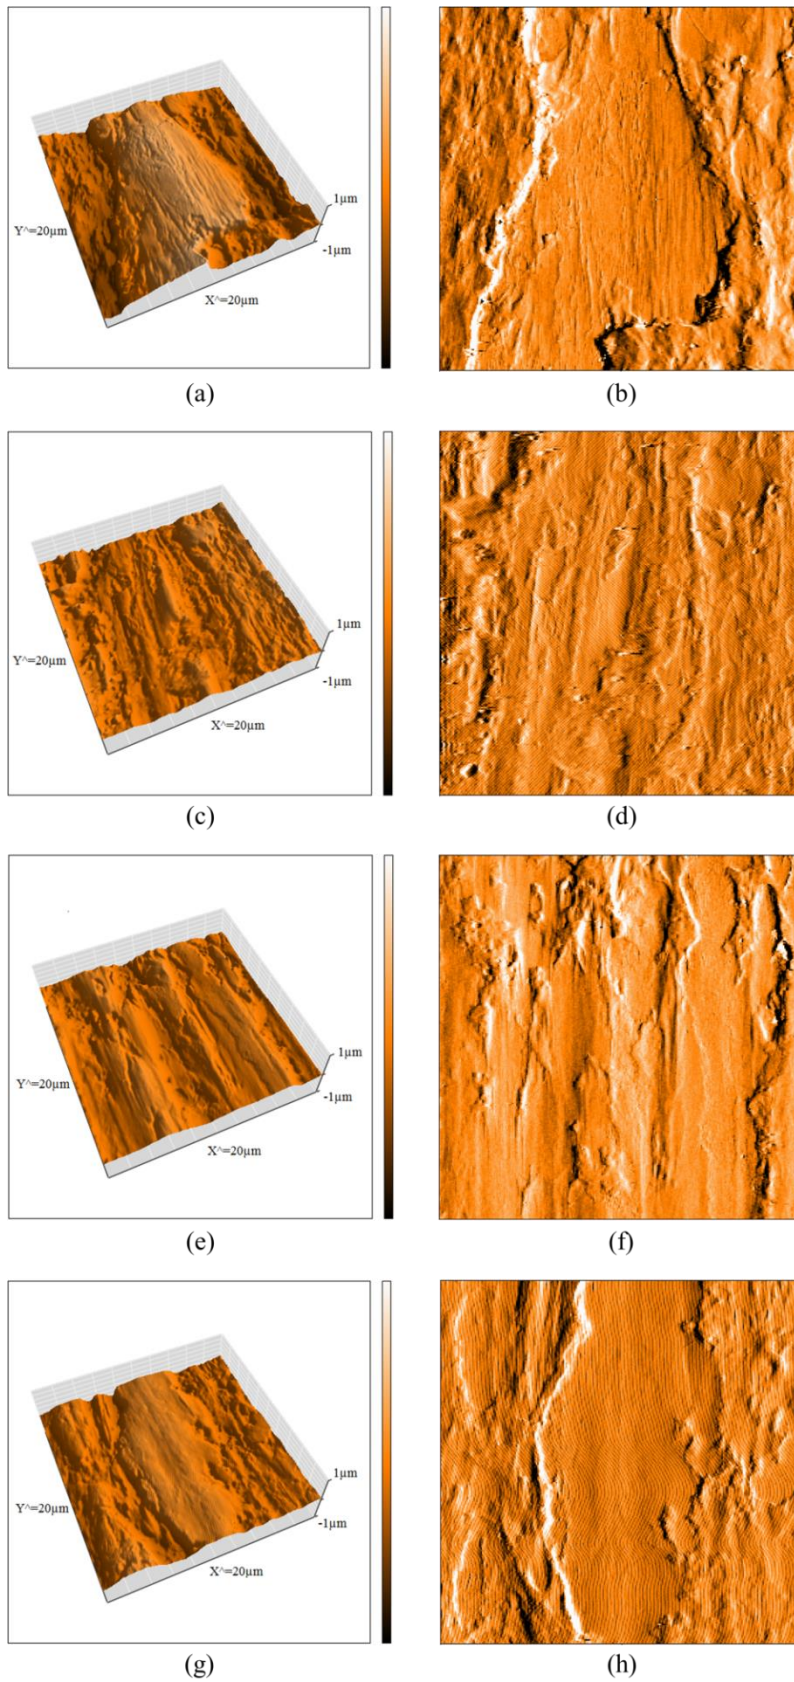 1µm
Y^=20µm
-1µm
X^=20µm
(a)
(b)
1µm
Y^=20µm
-1µm
X^=20µm
(c)
(d)
1µm
Y^=20µm
-1µm
X^=20µm
(e)
(f)
1µm
Y^=20µm
-1µm
X^=20µm
(g)
(h)